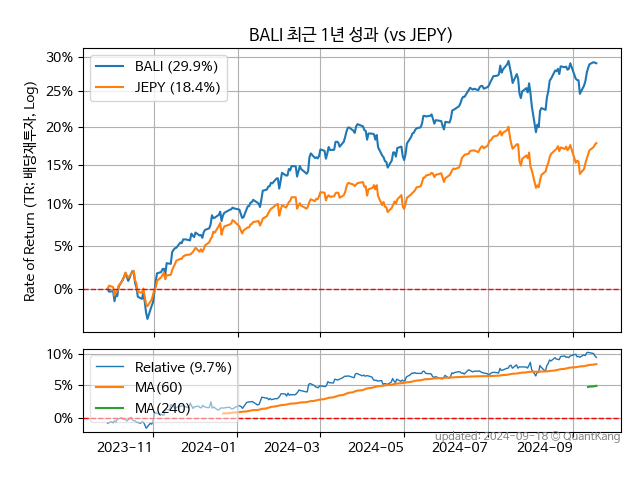 BALI 최근 1년 성과 (vs JEPY)
Rate of Return (TR: 배당재투자, Log)
30%
25%
20%
15%
10%
5%
0%
BALI (29.9%)
JEPY (18.4%)
10%
5%
0%
Relative (9.7%)
MA(60)
MA(240)
2023-11
2024-01
2024-03
2024-05
2024-07
2024-09
updated: 2024-09-18 © QuantKang